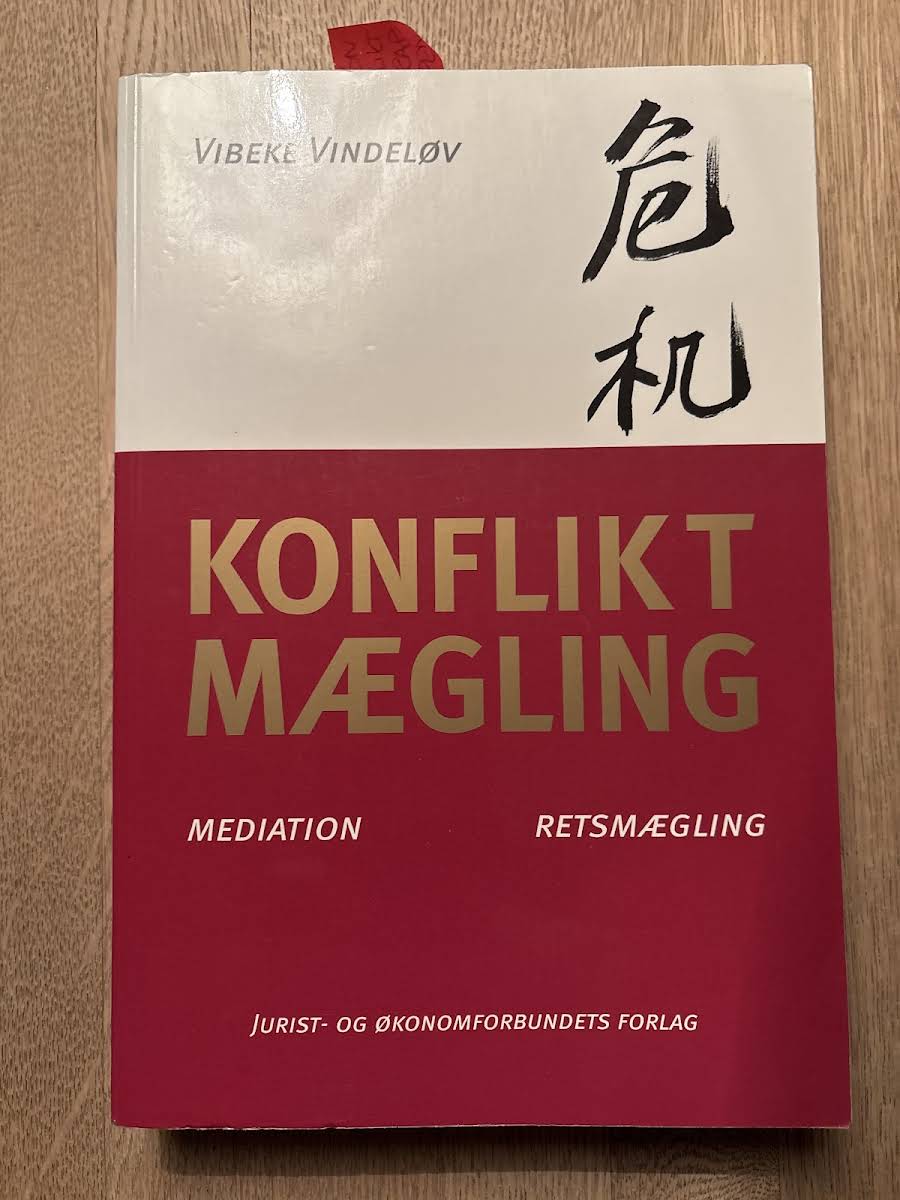 VIBEKE VINDELØV
危
机
KONFLIKT
MÆGLING
MEDIATION RETSMÆGLING
JURIST- OG ØKONOMFORBUNDETS FORLAG